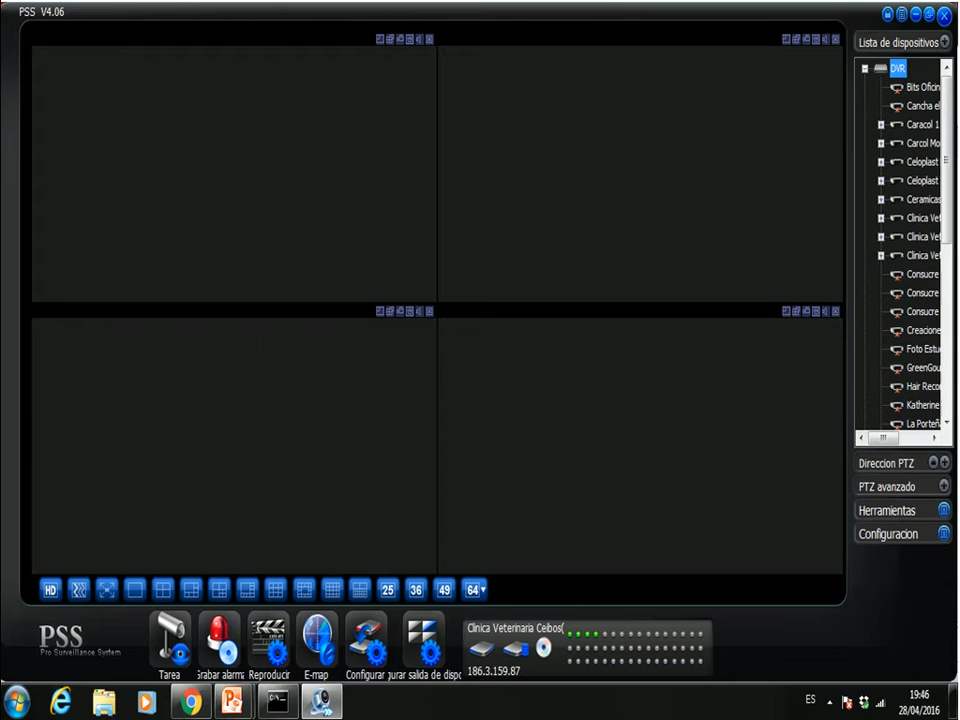 PSS V4.06
Lista de dispositivos
DVR
Bits Oficin
Cancha el
Caracol 1
Carcol Mo
Celoplast
Celoplast
Ceramicas
Clinica Vet
Clinica Vet
Clinica Vet
Consucre
Consucre
Consucre
Creacione
Foto Estu
GreenGou
Hair Reco
Katherine
La Porteñ
Direccion PTZ
PTZ avanzado
Herramientas
Configuracion
HD
25
36
49
64
PSS
Pro Surveillance System
Tarea
Grabar alarma
Reproducir
E-map
Configurar
gurar salida de dispo
Clinica Veterinaria Ceibos(
186.3.159.87
ES
19:46
28/04/2016